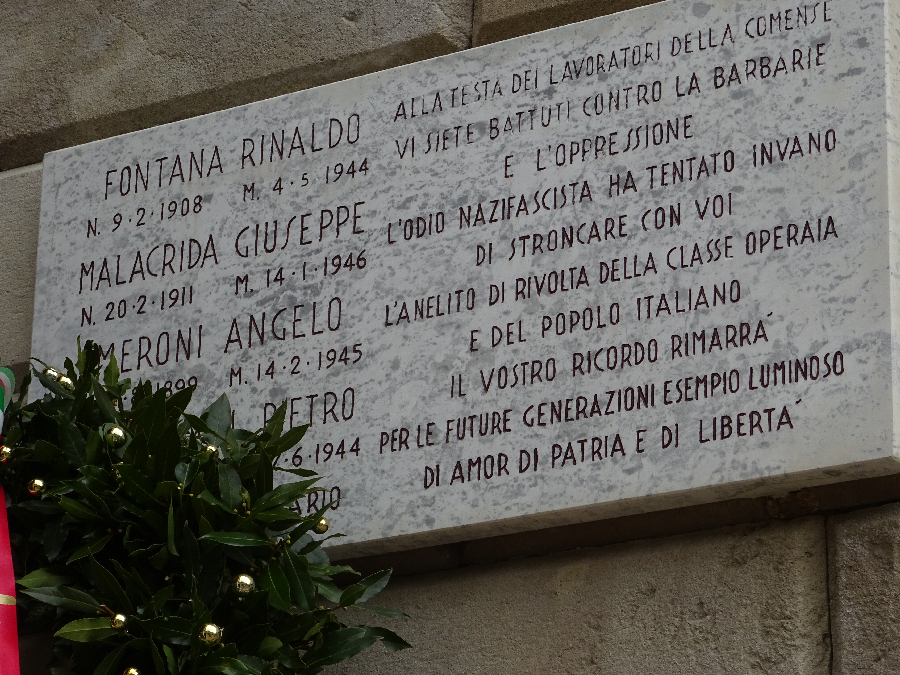 FONTANA RINALDO
N. 9·2·1908 M. 4·5·1944
MALACRIDA GIUSEPPE
N. 20·2·1911 M. 14·1·1946
MERONI ANGELO
1899 M. 14·2·1945
PIETRO
6·1944
ALLA TESTA DEI LAVORATORI DELLA COMENSE
VI SIETE BATTUTI CONTRO LA BARBARIE
E L'OPPRESSIONE
L'ODIO NAZIFASCISTA HA TENTATO INVANO
DI STRONCARE CON VOI
L'ANELITO DI RIVOLTA DELLA CLASSE OPERAIA
E DEL POPOLO ITALIANO
IL VOSTRO RICORDO RIMARRA´
PER LE FUTURE GENERAZIONI ESEMPIO LUMINOSO
DI AMOR DI PATRIA E DI LIBERTA´